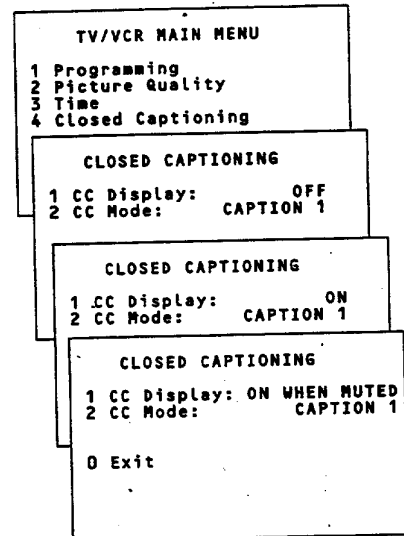 TV/VCR MAIN MENU
1 Programming
2 Picture Quality
3 Time
4 Closed Captioning
CLOSED CAPTIONING
1 CC Display: OFF
2 CC Mode: CAPTION 1
CLOSED CAPTIONING
1 CC Display: ON
2 CC Mode: CAPTION 1
CLOSED CAPTIONING
1 CC Display: ON WHEN MUTED
2 CC Mode: CAPTION 1
0 Exit